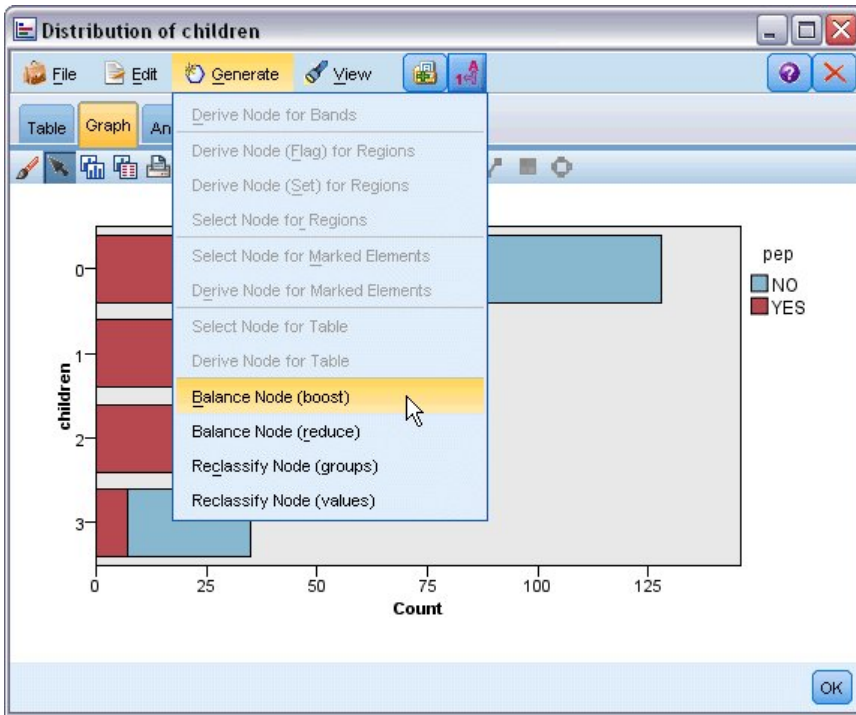 Distribution of children
File Edit Generate View
Table Graph An
Derive Node for Bands
Derive Node (Flag) for Regions
Derive Node (Set) for Regions
Select Node for Regions
Select Node for Marked Elements
Derive Node for Marked Elements
Select Node for Table
Derive Node for Table
Balance Node (boost)
Balance Node (reduce)
Reclassify Node (groups)
Reclassify Node (values)
children
0
1
2
3
0 25 50 75 100 125
Count
pep
NO
YES
OK